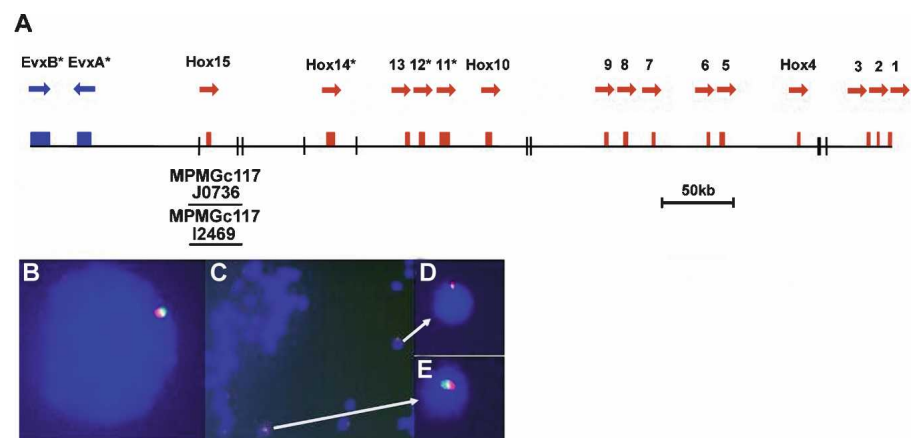 A
EvxB* EvxA* Hox15 Hox14* 13 12* 11* Hox10 9 8 7 6 5 Hox4 3 2 1
MPMGc117
J0736
MPMGc117
I2469
50kb
B C D
E